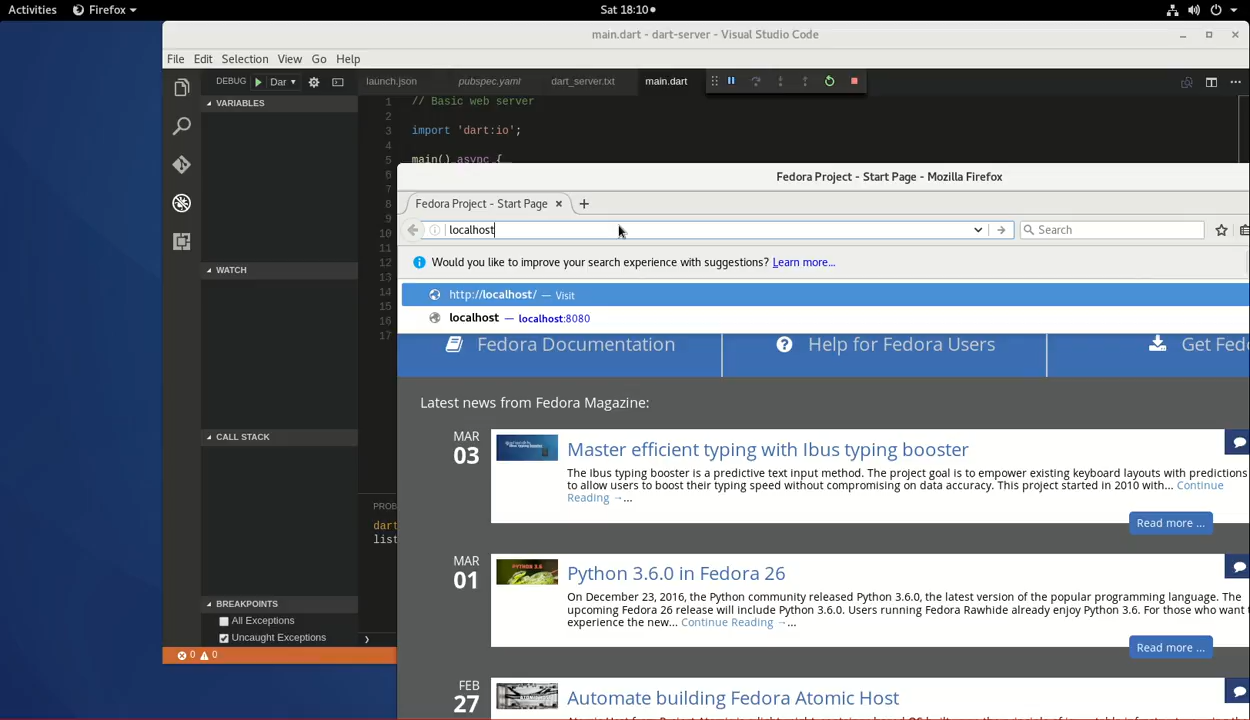 Activities
Firefox
Sat 18:10
main.dart - dart-server - Visual Studio Code
File Edit Selection View Go Help
DEBUG Dar
launch.json pubspec.yaml dart_server.txt main.dart
VARIABLES
WATCH
CALL STACK
BREAKPOINTS
All Exceptions
Uncaught Exceptions
0 0
1 // Basic web server
2
3 import 'dart:io';
4
5 main() async {
6
7
8
9
10
11
12
13
14
15
16
17
PROB
dart
list
Fedora Project - Start Page - Mozilla Firefox
Fedora Project - Start Page
localhost
Search
Would you like to improve your search experience with suggestions? Learn more...
http://localhost/ — Visit
localhost — localhost:8080
Fedora Documentation
Help for Fedora Users
Get Fedo
Latest news from Fedora Magazine:
MAR
03
Master efficient typing with Ibus typing booster
The Ibus typing booster is a predictive text input method. The project goal is to empower existing keyboard layouts with predictions
to allow users to boost their typing speed without compromising on data accuracy. This project started in 2010 with... Continue
Reading →...
Read more ...
MAR
01
PYTHON 3.6
Python 3.6.0 in Fedora 26
On December 23, 2016, the Python community released Python 3.6.0, the latest version of the popular programming language. The
upcoming Fedora 26 release will include Python 3.6.0. Users running Fedora Rawhide already enjoy Python 3.6. For those who want t
experience the new... Continue Reading →...
Read more ...
FEB
27
Automate building Fedora Atomic Host